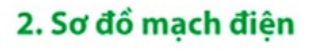 2. Sơ đồ mạch điện